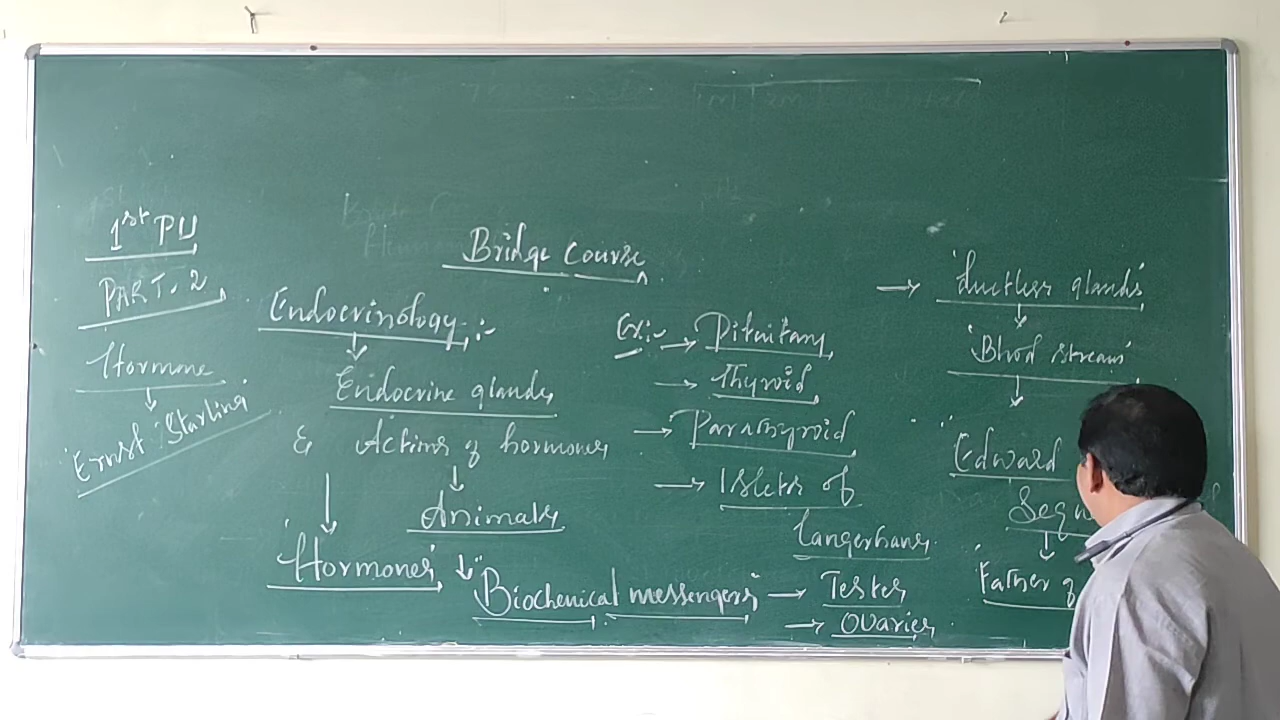 1st PU
PART-2
Hormone
↓
"Ernst Starling"
Bridge Course
Endocrinology :-
↓
Endocrine glands
& Actions of hormones
↓
Animals
↓
"Hormones"
↓ "Biochemical messengers"
Ex:- → Pituitary
→ Thyroid
→ Parathyroid
→ Islets of
Langerhans
→ Testes
→ Ovaries
→ "Ductless glands"
↓
"Blood stream"
↓
"Edward
↓
"Father of